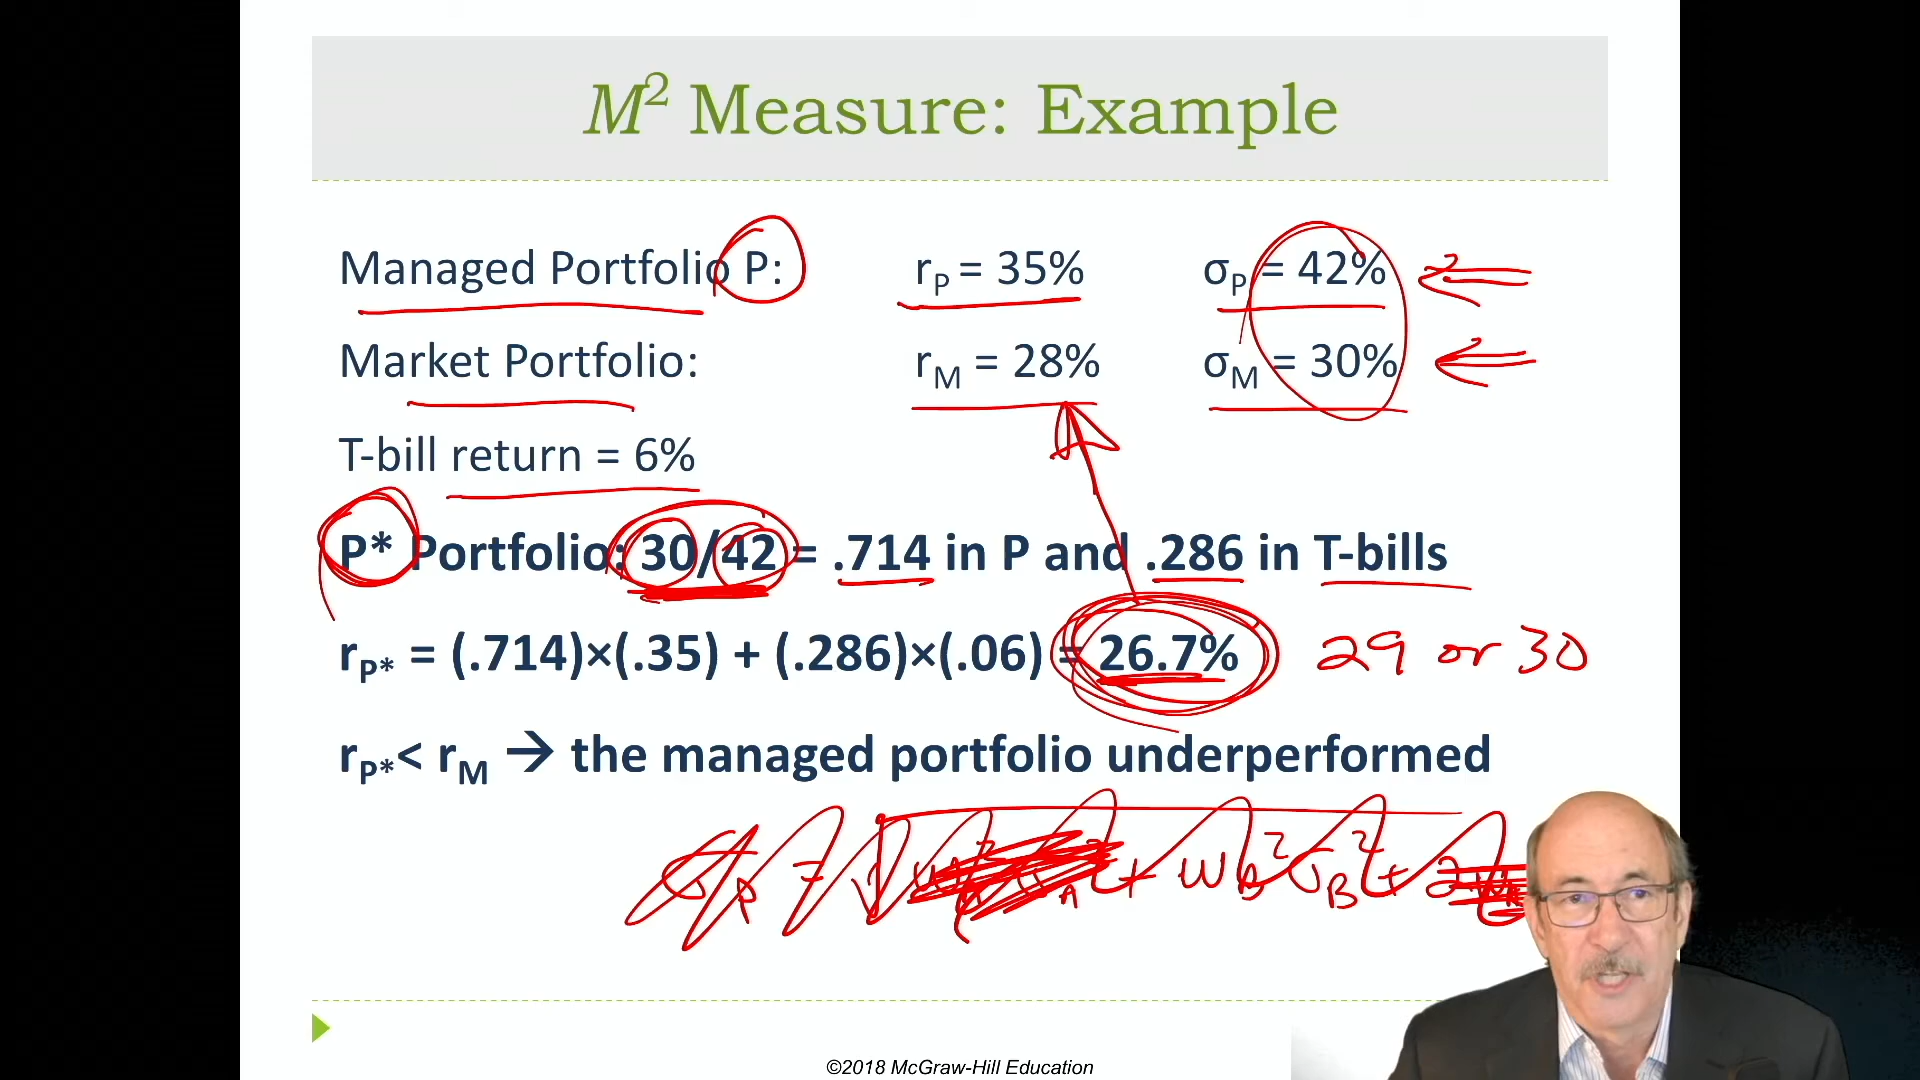 M² Measure: Example
Managed Portfolio P: r_P = 35% σ_P = 42%
Market Portfolio: r_M = 28% σ_M = 30%
T-bill return = 6%
P* Portfolio: 30/42 = .714 in P and .286 in T-bills
r_P* = (.714)×(.35) + (.286)×(.06) = 26.7% 29 or 30
r_P*< r_M → the managed portfolio underperformed
©2018 McGraw-Hill Education